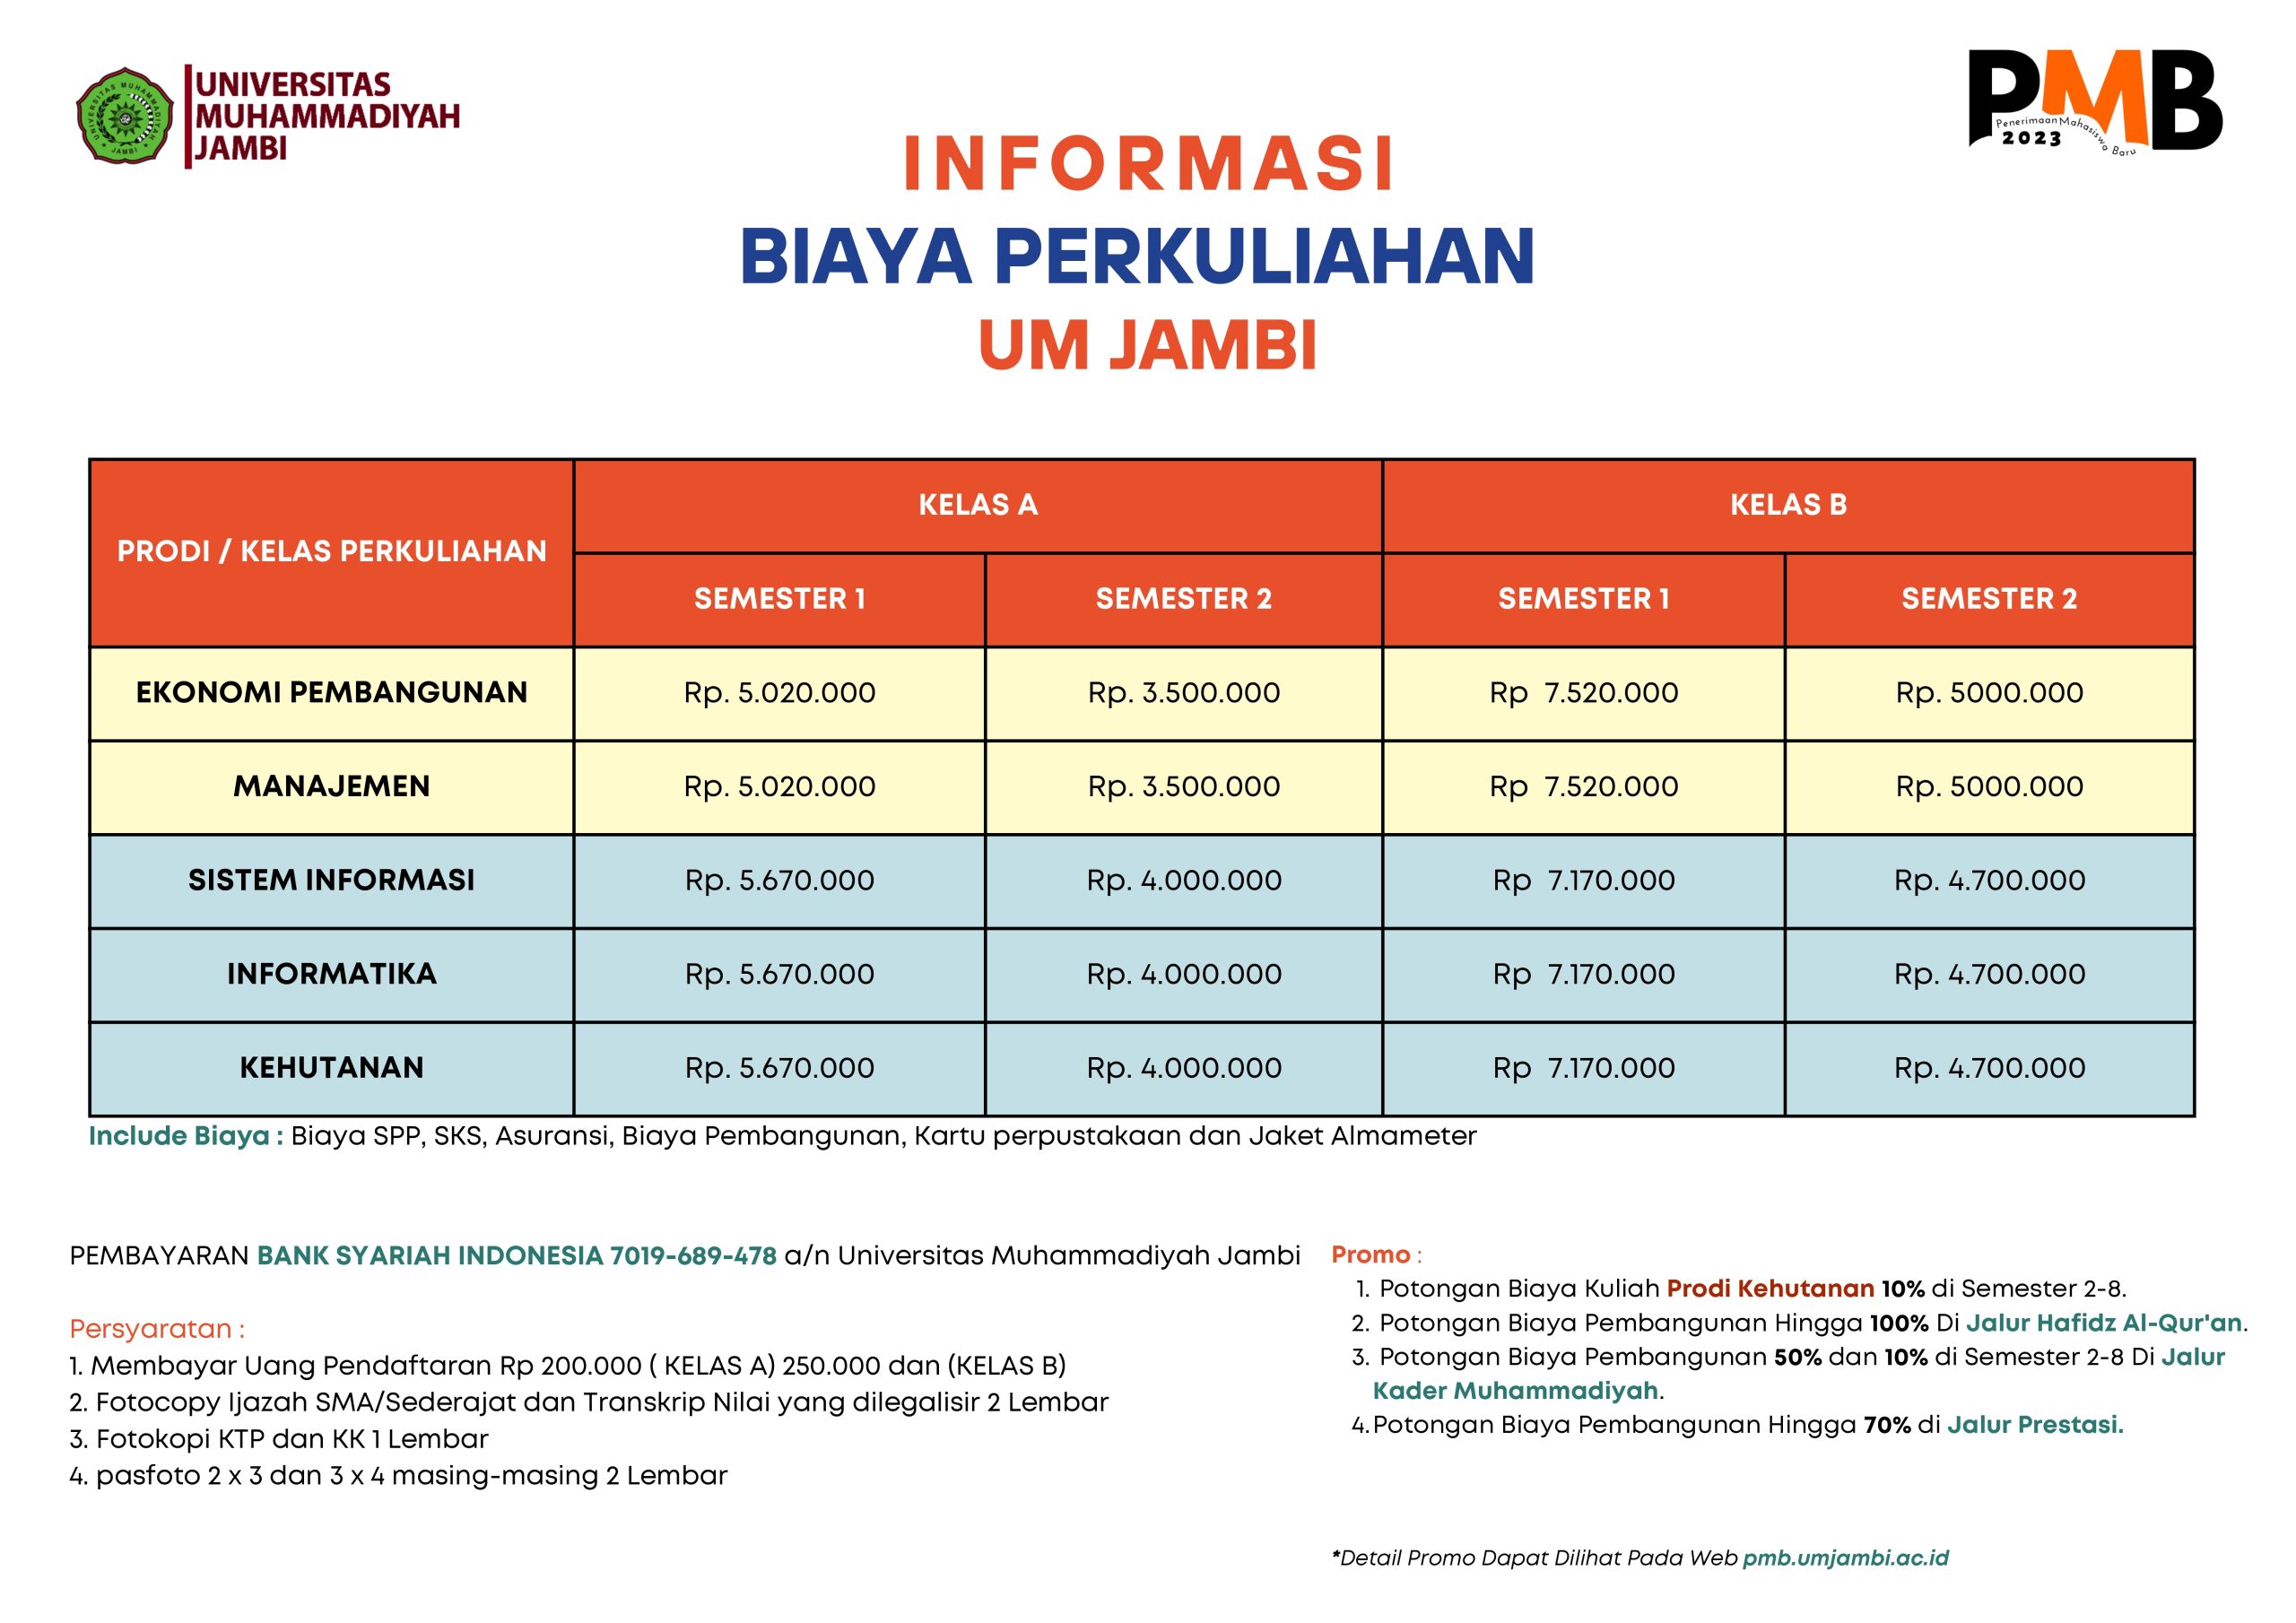 UNIVERSITAS
MUHAMMADIYAH
JAMBI
UNIVERSITAS MUHAMMADIYAH
JAMBI
PMB
Penerimaan Mahasiswa Baru
2023
INFORMASI
BIAYA PERKULIAHAN
UM JAMBI
PRODI / KELAS PERKULIAHAN
KELAS A
KELAS B
SEMESTER 1
SEMESTER 2
SEMESTER 1
SEMESTER 2
EKONOMI PEMBANGUNAN
Rp. 5.020.000
Rp. 3.500.000
Rp 7.520.000
Rp. 5000.000
MANAJEMEN
Rp. 5.020.000
Rp. 3.500.000
Rp 7.520.000
Rp. 5000.000
SISTEM INFORMASI
Rp. 5.670.000
Rp. 4.000.000
Rp 7.170.000
Rp. 4.700.000
INFORMATIKA
Rp. 5.670.000
Rp. 4.000.000
Rp 7.170.000
Rp. 4.700.000
KEHUTANAN
Rp. 5.670.000
Rp. 4.000.000
Rp 7.170.000
Rp. 4.700.000
Include Biaya : Biaya SPP, SKS, Asuransi, Biaya Pembangunan, Kartu perpustakaan dan Jaket Almameter
PEMBAYARAN BANK SYARIAH INDONESIA 7019-689-478 a/n Universitas Muhammadiyah Jambi
Persyaratan :
1. Membayar Uang Pendaftaran Rp 200.000 ( KELAS A) 250.000 dan (KELAS B)
2. Fotocopy Ijazah SMA/Sederajat dan Transkrip Nilai yang dilegalisir 2 Lembar
3. Fotokopi KTP dan KK 1 Lembar
4. pasfoto 2 x 3 dan 3 x 4 masing-masing 2 Lembar
Promo :
1. Potongan Biaya Kuliah Prodi Kehutanan 10% di Semester 2-8.
2. Potongan Biaya Pembangunan Hingga 100% Di Jalur Hafidz Al-Qur'an.
3. Potongan Biaya Pembangunan 50% dan 10% di Semester 2-8 Di Jalur
Kader Muhammadiyah.
4.Potongan Biaya Pembangunan Hingga 70% di Jalur Prestasi.
*Detail Promo Dapat Dilihat Pada Web pmb.umjambi.ac.id